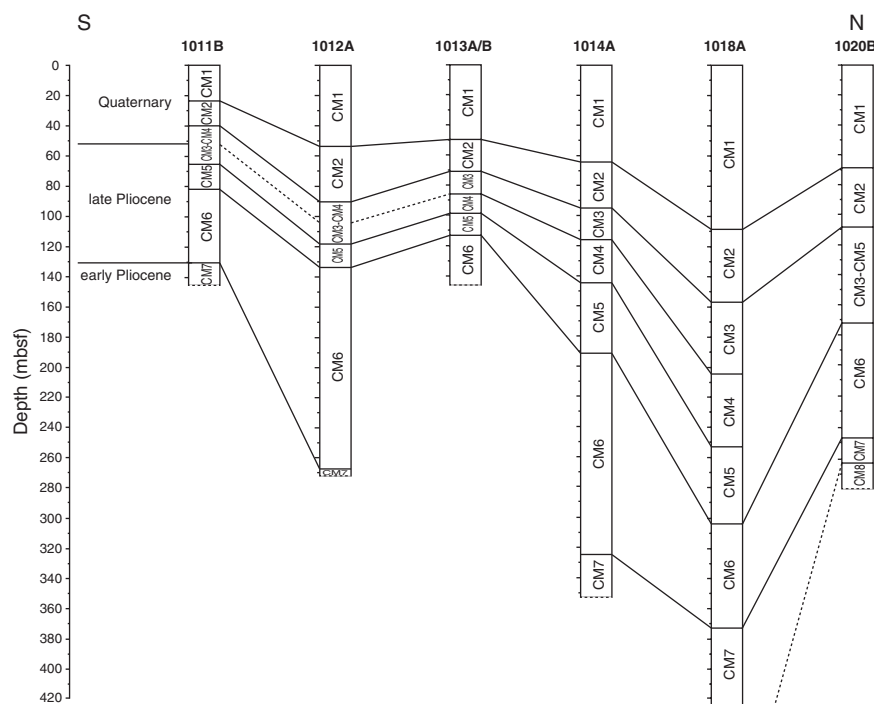 S N
1011B 1012A 1013A/B 1014A 1018A 1020B
Depth (mbsf)
0
20
40
60
80
100
120
140
160
180
200
220
240
260
280
300
320
340
360
380
400
420
Quaternary
late Pliocene
early Pliocene
CM1
CM2
CM3-CM4
CM5
CM6
CM7
CM1
CM2
CM3-CM4
CM5
CM6
CM7
CM1
CM2
CM3
CM4
CM5
CM6
CM1
CM2
CM3
CM4
CM5
CM6
CM7
CM1
CM2
CM3
CM4
CM5
CM6
CM7
CM1
CM2
CM3-CM5
CM6
CM7
CM8